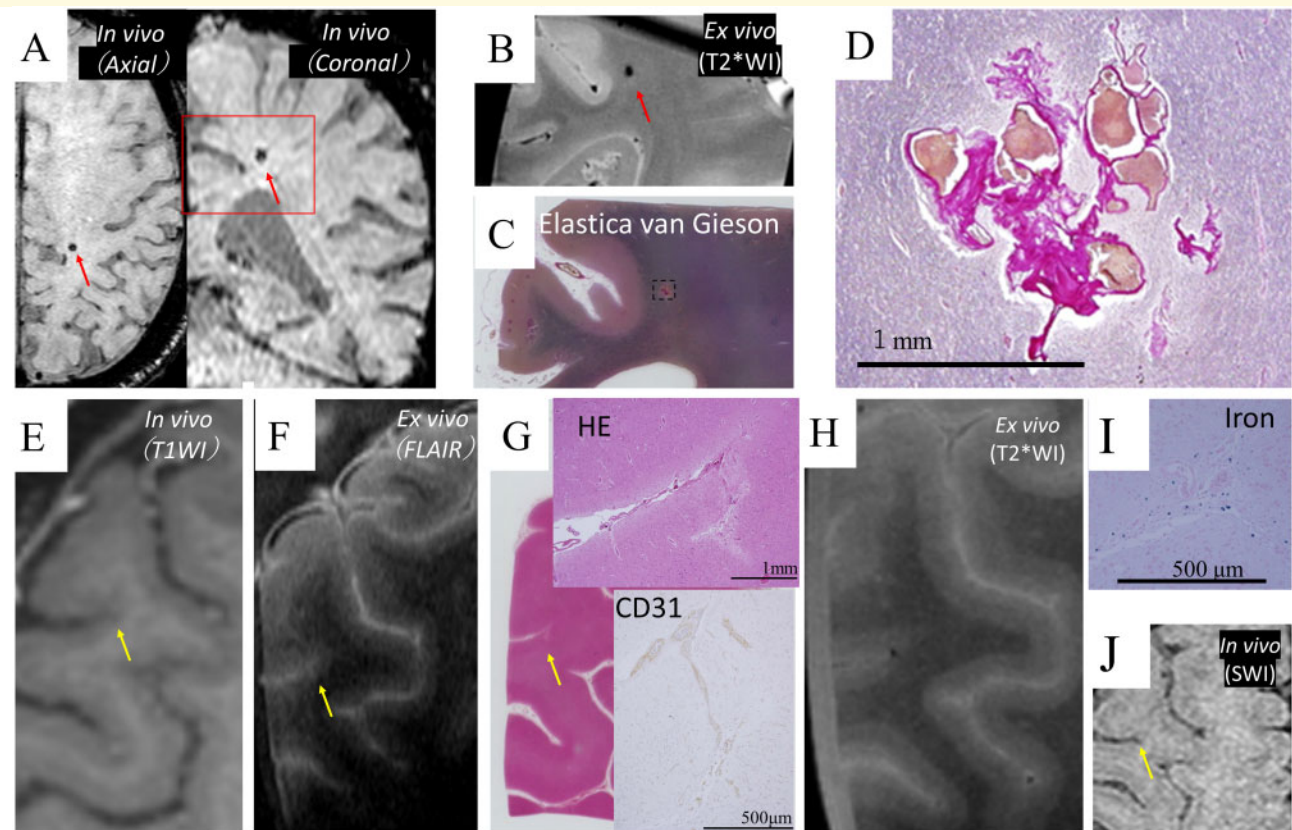 A
In vivo
(Axial)
In vivo
(Coronal)
B
Ex vivo
(T2*WI)
C
Elastica van Gieson
D
1 mm
E
In vivo
(T1WI)
F
Ex vivo
(FLAIR)
G
HE
1mm
CD31
500μm
H
Ex vivo
(T2*WI)
I
Iron
500 μm
J
In vivo
(SWI)